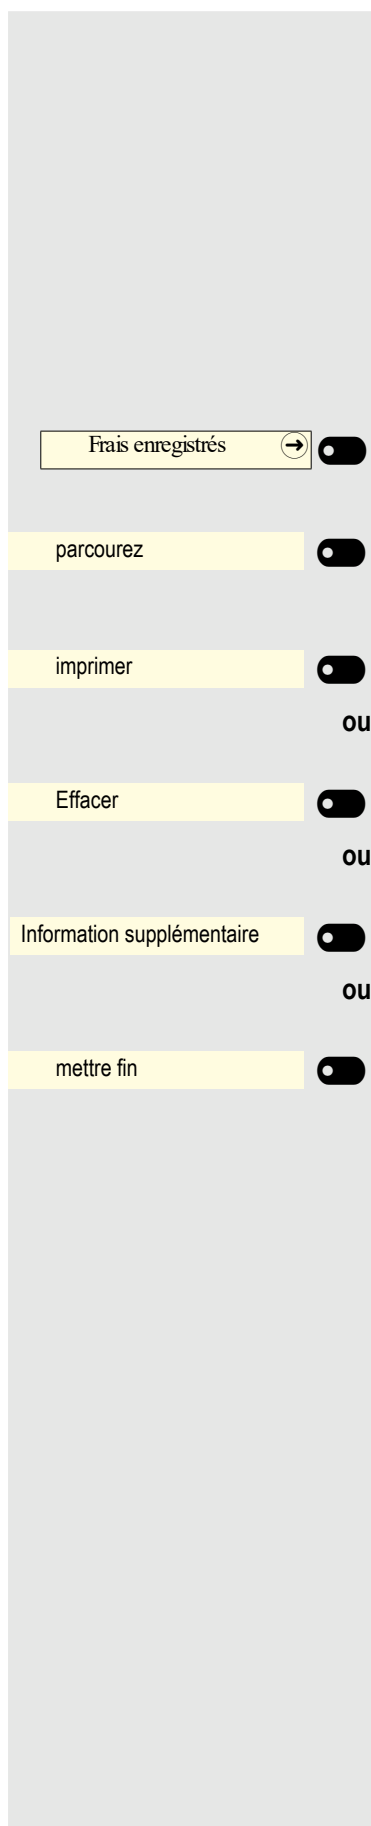 Frais enregistrés
parcourez
imprimer
ou
Effacer
ou
Information supplémentaire
ou
mettre fin